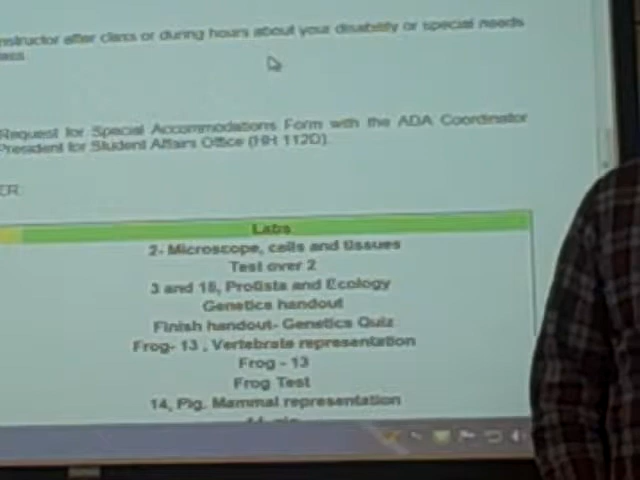 nstructor after class or during hours about your disability or special needs
ass.
Request for Special Accommodations Form with the ADA Coordinator
President for Student Affairs Office (HH 112D).
ER:
Labs
2- Microscope, cells and tissues
Test over 2
3 and 15, Protista and Ecology
Genetics handout
Finish handout- Genetics Quiz
Frog- 13 , Vertebrate representation
Frog - 13
Frog Test
14, Pig. Mammal representation